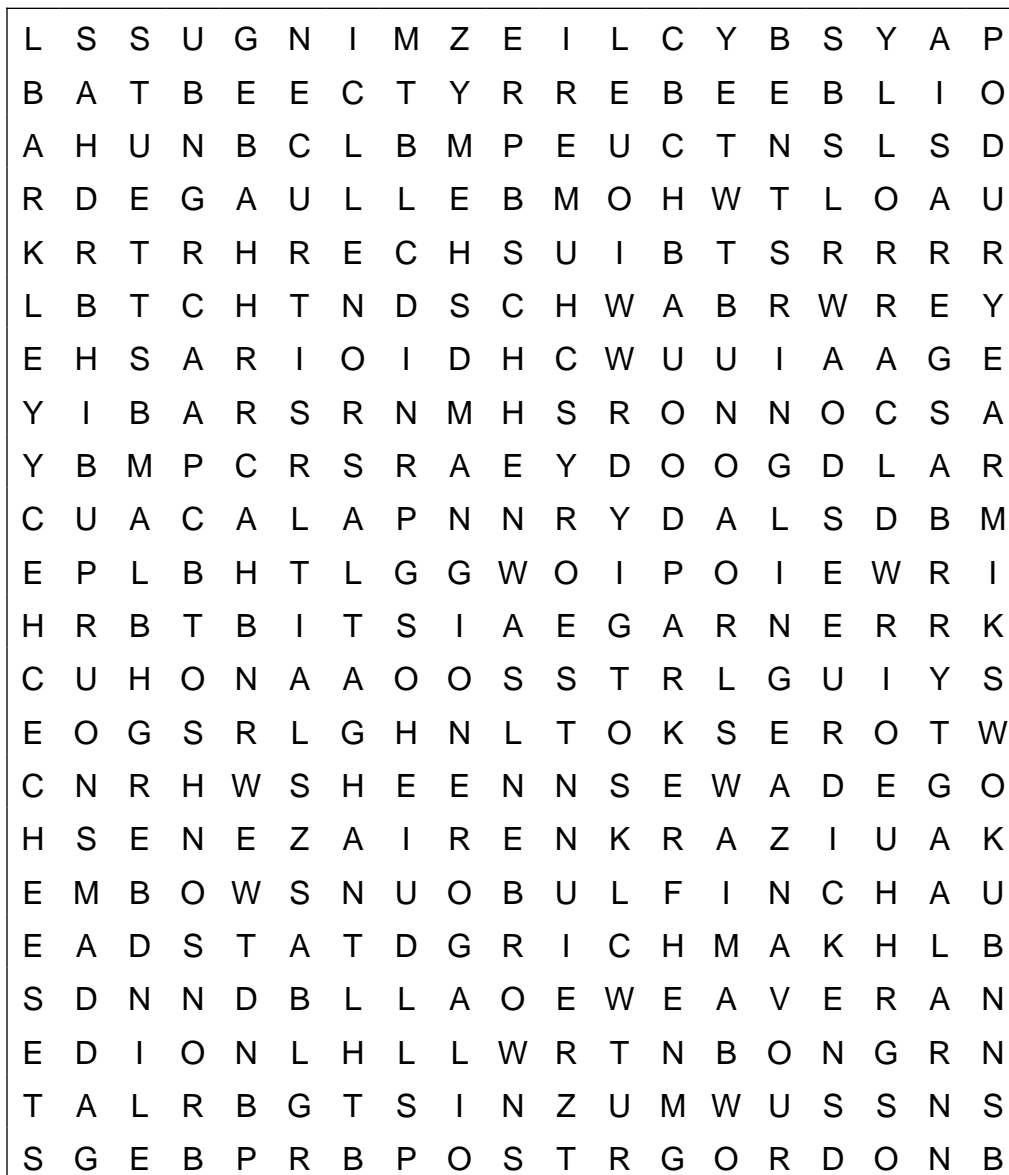 L S S U G N I M Z E I L C Y B S Y A P
B A T B E E C T Y R R E B E E B L I O
A H U N B C L B M P E U C T N S L S D
R D E G A U L L E B M O H W T L O A U
K R T R H R E C H S U I B T S R R R R
L B T C H T N D S C H W A B R W R E Y
E H S A R I O I D H C W U U I A A G E
Y I B A R S R N M H S R O N N O C S A
Y B M P C R S R A E Y D O O G D L A R
C U A C A L A P N N R Y D A L S D B M
E P L B H T L G G W O I P O I E W R I
H R B T B I T S I A E G A R N E R R K
C U H O N A A O O S S T R L G U I Y S
E O G S R L G H N L T O K S E R O T W
C N R H W S H E E N N S E W A D E G O
H S E N E Z A I R E N K R A Z I U A K
E M B O W S N U O B U L F I N C H A U
E A D S T A T D G R I C H M A K H L B
S D N N D B L L A O E W E A V E R A N
E D I O N L H L L W R T N B O N G R N
T A L R B G T S I N Z U M W U S S N S
S G E B P R B P O S T R G O R D O N B